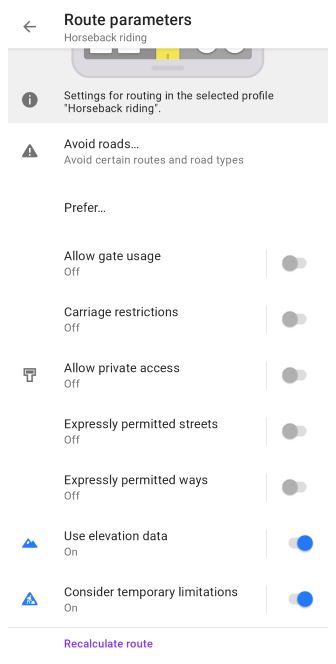 Route parameters
Horseback riding
Settings for routing in the selected profile
"Horseback riding".
Avoid roads...
Avoid certain routes and road types
Prefer...
Allow gate usage
Off
Carriage restrictions
Off
Allow private access
Off
Expressly permitted streets
Off
Expressly permitted ways
Off
Use elevation data
On
Consider temporary limitations
On
Recalculate route